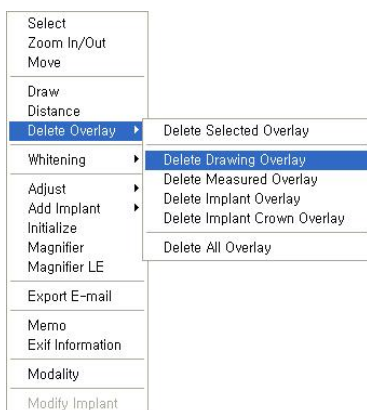 Select
Zoom In/Out
Move
Draw
Distance
Delete Overlay
Whitening
Adjust
Add Implant
Initialize
Magnifier
Magnifier LE
Export E-mail
Memo
Exif Information
Modality
Modify Implant
Delete Selected Overlay
Delete Drawing Overlay
Delete Measured Overlay
Delete Implant Overlay
Delete Implant Crown Overlay
Delete All Overlay